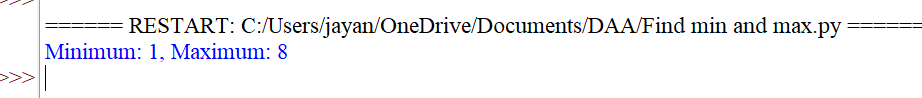 >>>
====== RESTART: C:/Users/jayan/OneDrive/Documents/DAA/Find min and max.py ======
Minimum: 1, Maximum: 8
>>>